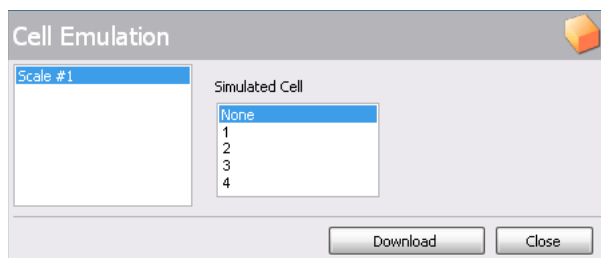 Cell Emulation
Scale #1
Simulated Cell
None
1
2
3
4
Download
Close